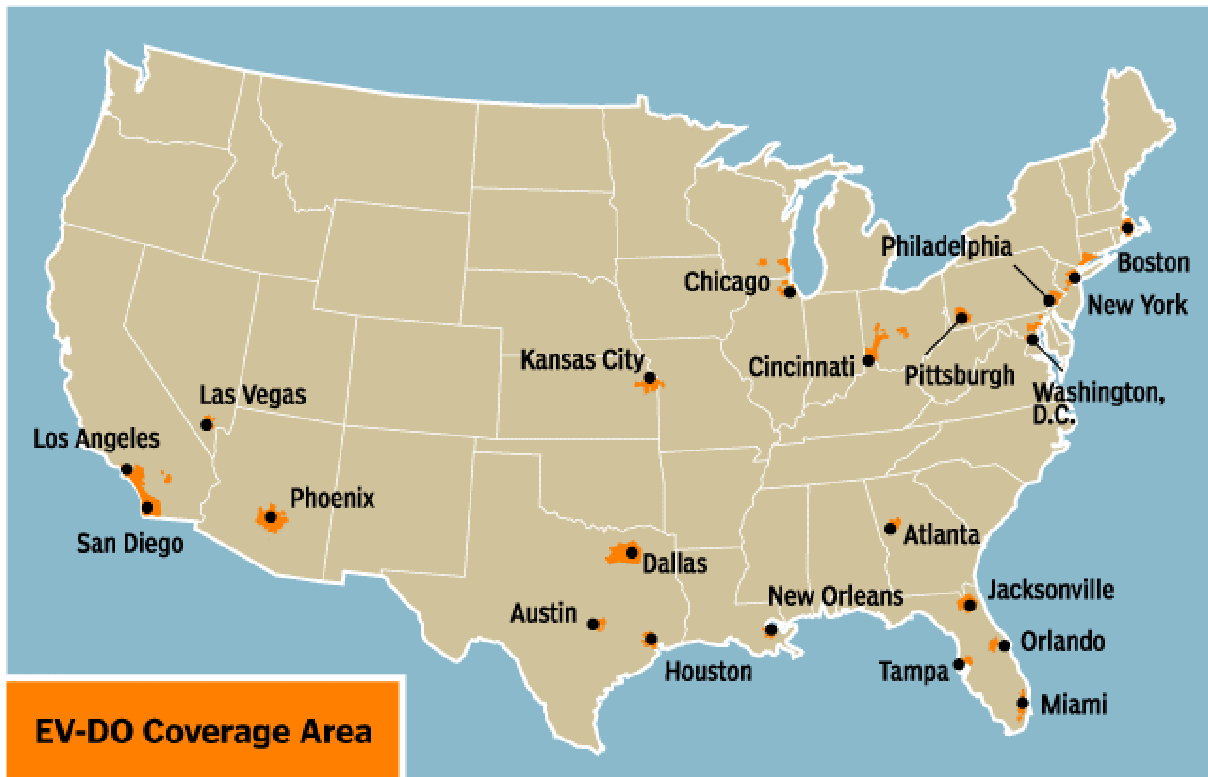 Philadelphia
Boston
Chicago
New York
Kansas City
Cincinnati
Pittsburgh
Washington,
D.C.
Las Vegas
Los Angeles
Phoenix
San Diego
Dallas
Atlanta
Austin
New Orleans
Jacksonville
Houston
Orlando
Tampa
Miami
EV-DO Coverage Area